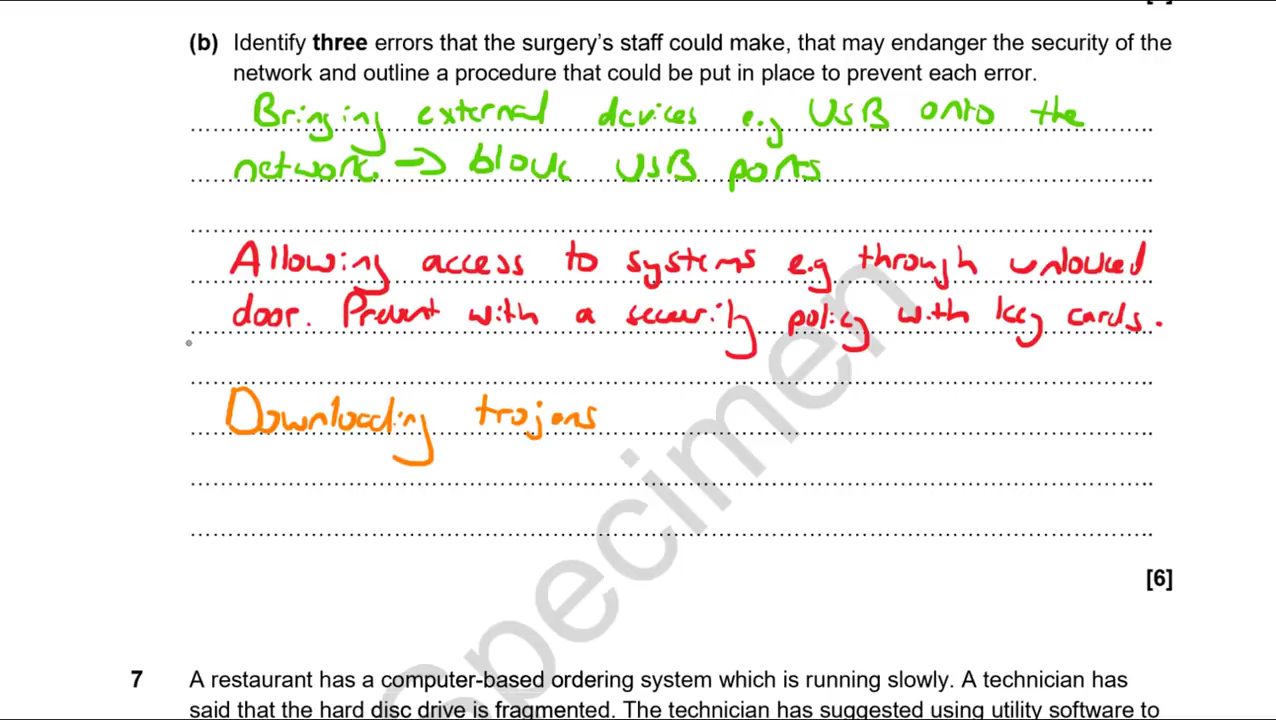 (b) Identify three errors that the surgery's staff could make, that may endanger the security of the
network and outline a procedure that could be put in place to prevent each error.
Bringing external devices e.g USB onto the
network → block USB ports
Allowing access to systems e.g through unlocked
door. Prevent with a security policy with key cards.
Downloading trojans
Specimen
[6]
7 A restaurant has a computer-based ordering system which is running slowly. A technician has
said that the hard disc drive is fragmented. The technician has suggested using utility software to